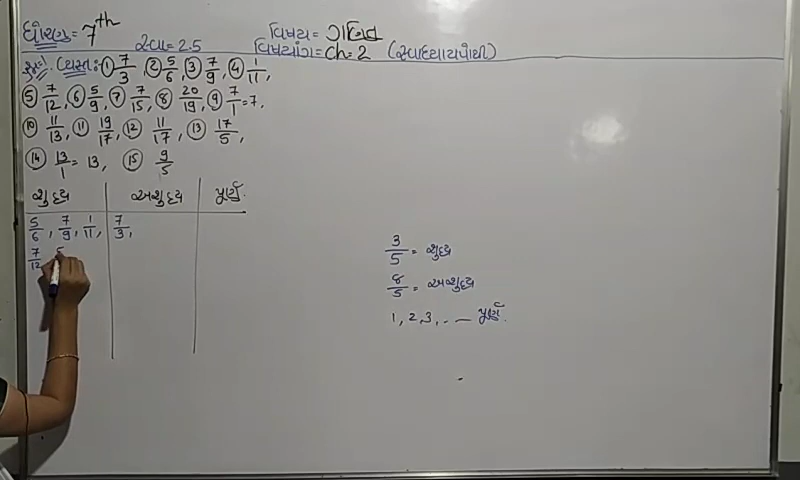 ધોરણ = 7th
વિષય = ગણિત
સ્વા = 2.5
વિષયાંગ = ch = 2 (સ્વાધ્યાયપોથી)
વ્યસ્ત : ① 7/3, ② 5/6, ③ 7/9, ④ 1/11,
⑤ 7/12, ⑥ 5/9, ⑦ 7/15, ⑧ 20/19, ⑨ 7/1 = 7,
⑩ 11/13, ⑪ 19/17, ⑫ 11/17, ⑬ 17/5,
⑭ 13/1 = 13, ⑮ 9/5
શુદ્ધ અશુદ્ધ પૂર્ણ
5/6, 7/9, 1/11, 7/3,
7/12 5
3/5 = શુદ્ધ
8/5 = અશુદ્ધ
1, 2, 3, . . — પૂર્ણ.